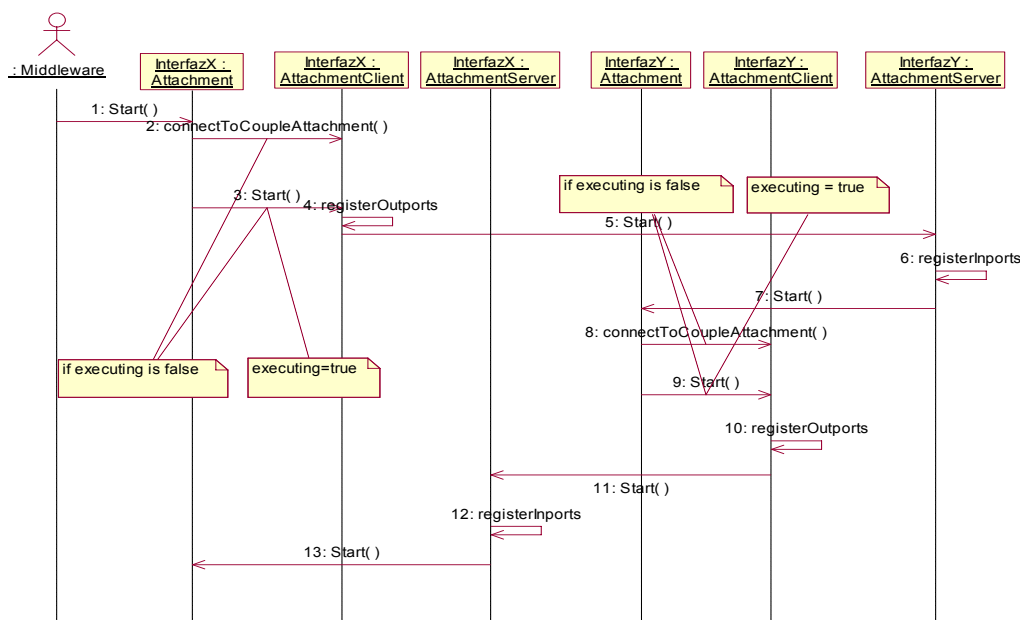 : Middleware
InterfazX :
Attachment
InterfazX :
AttachmentClient
InterfazX :
AttachmentServer
InterfazY :
Attachment
InterfazY :
AttachmentClient
InterfazY :
AttachmentServer
1: Start( )
2: connectToCoupleAttachment( )
if executing is false
executing = true
3: Start( )
4: registerOutports
5: Start( )
6: registerInports
7: Start( )
8: connectToCoupleAttachment( )
if executing is false
executing=true
9: Start( )
10: registerOutports
11: Start( )
12: registerInports
13: Start( )